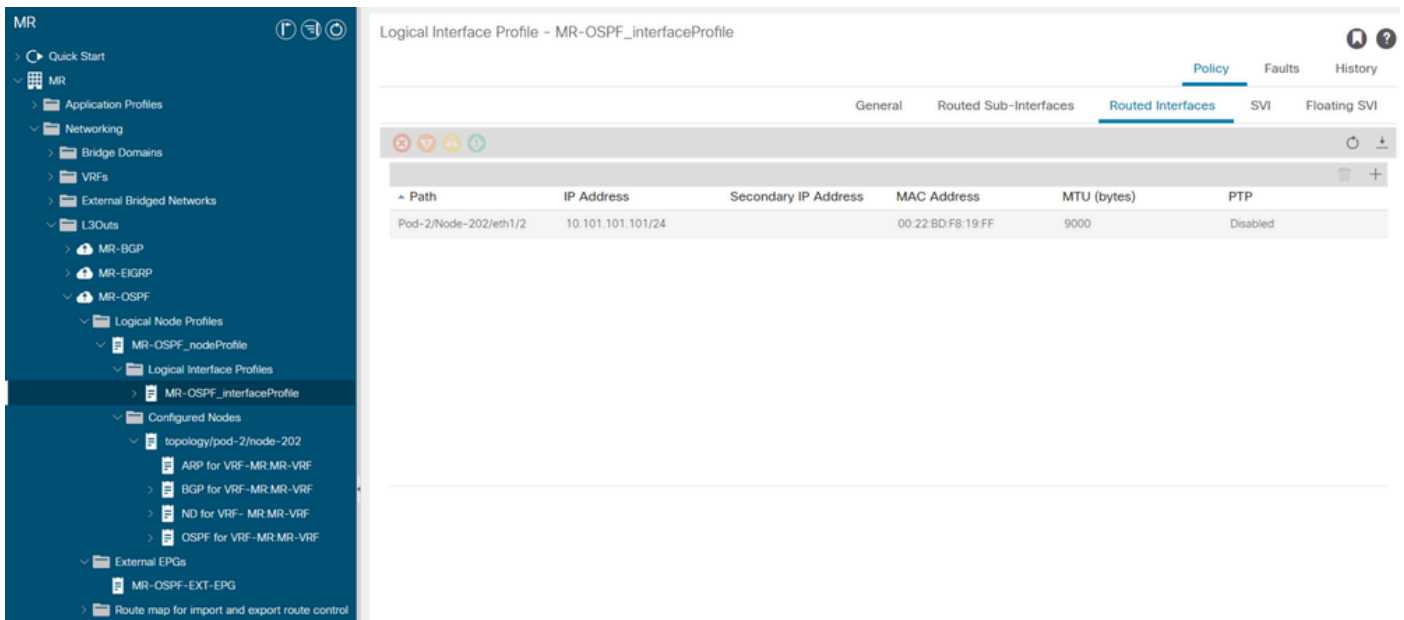 MR
Quick Start
MR
Application Profiles
Networking
Bridge Domains
VRFs
External Bridged Networks
L3Outs
MR-BGP
MR-EIGRP
MR-OSPF
Logical Node Profiles
MR-OSPF_nodeProfile
Logical Interface Profiles
MR-OSPF_interfaceProfile
Configured Nodes
topology/pod-2/node-202
ARP for VRF-MR:MR-VRF
BGP for VRF-MR:MR-VRF
ND for VRF- MR:MR-VRF
OSPF for VRF-MR:MR-VRF
External EPGs
MR-OSPF-EXT-EPG
Route map for import and export route control
Logical Interface Profile - MR-OSPF_interfaceProfile
Policy Faults History
General Routed Sub-Interfaces Routed Interfaces SVI Floating SVI
Path IP Address Secondary IP Address MAC Address MTU (bytes) PTP
Pod-2/Node-202/eth1/2 10.101.101.101/24 00:22:BD:F8:19:FF 9000 Disabled